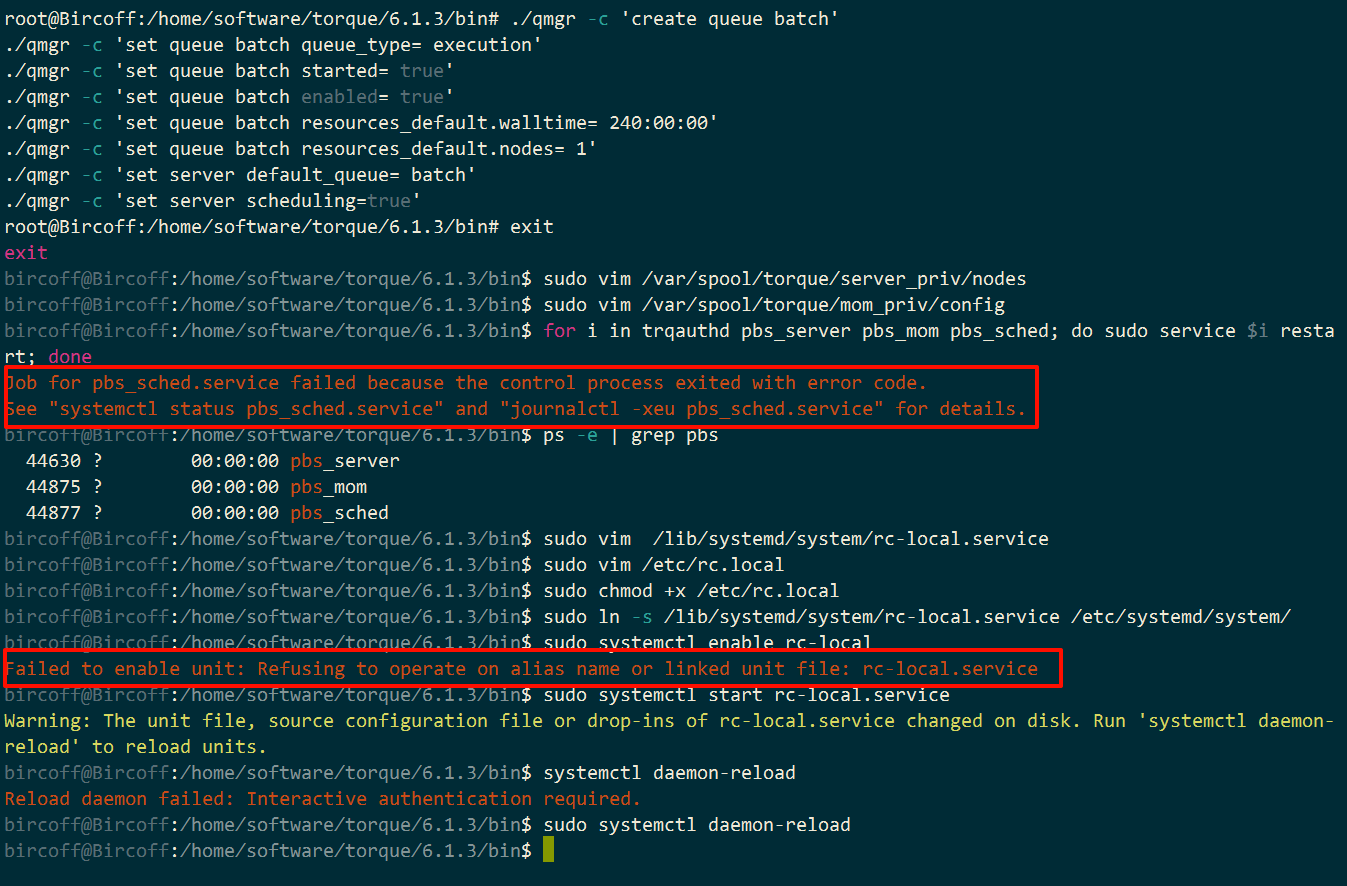 root@Bircoff:/home/software/torque/6.1.3/bin# ./qmgr -c 'create queue batch'
./qmgr -c 'set queue batch queue_type= execution'
./qmgr -c 'set queue batch started= true'
./qmgr -c 'set queue batch enabled= true'
./qmgr -c 'set queue batch resources_default.walltime= 240:00:00'
./qmgr -c 'set queue batch resources_default.nodes= 1'
./qmgr -c 'set server default_queue= batch'
./qmgr -c 'set server scheduling=true'
root@Bircoff:/home/software/torque/6.1.3/bin# exit
exit
bircoff@Bircoff:/home/software/torque/6.1.3/bin$ sudo vim /var/spool/torque/server_priv/nodes
bircoff@Bircoff:/home/software/torque/6.1.3/bin$ sudo vim /var/spool/torque/mom_priv/config
bircoff@Bircoff:/home/software/torque/6.1.3/bin$ for i in trqauthd pbs_server pbs_mom pbs_sched; do sudo service $i resta
rt; done
Job for pbs_sched.service failed because the control process exited with error code.
See "systemctl status pbs_sched.service" and "journalctl -xeu pbs_sched.service" for details.
bircoff@Bircoff:/home/software/torque/6.1.3/bin$ ps -e | grep pbs
44630 ? 00:00:00 pbs_server
44875 ? 00:00:00 pbs_mom
44877 ? 00:00:00 pbs_sched
bircoff@Bircoff:/home/software/torque/6.1.3/bin$ sudo vim  /lib/systemd/system/rc-local.service
bircoff@Bircoff:/home/software/torque/6.1.3/bin$ sudo vim /etc/rc.local
bircoff@Bircoff:/home/software/torque/6.1.3/bin$ sudo chmod +x /etc/rc.local
bircoff@Bircoff:/home/software/torque/6.1.3/bin$ sudo ln -s /lib/systemd/system/rc-local.service /etc/systemd/system/
bircoff@Bircoff:/home/software/torque/6.1.3/bin$ sudo systemctl enable rc-local
Failed to enable unit: Refusing to operate on alias name or linked unit file: rc-local.service
bircoff@Bircoff:/home/software/torque/6.1.3/bin$ sudo systemctl start rc-local.service
Warning: The unit file, source configuration file or drop-ins of rc-local.service changed on disk. Run 'systemctl daemon-
reload' to reload units.
bircoff@Bircoff:/home/software/torque/6.1.3/bin$ systemctl daemon-reload
Reload daemon failed: Interactive authentication required.
bircoff@Bircoff:/home/software/torque/6.1.3/bin$ sudo systemctl daemon-reload
bircoff@Bircoff:/home/software/torque/6.1.3/bin$